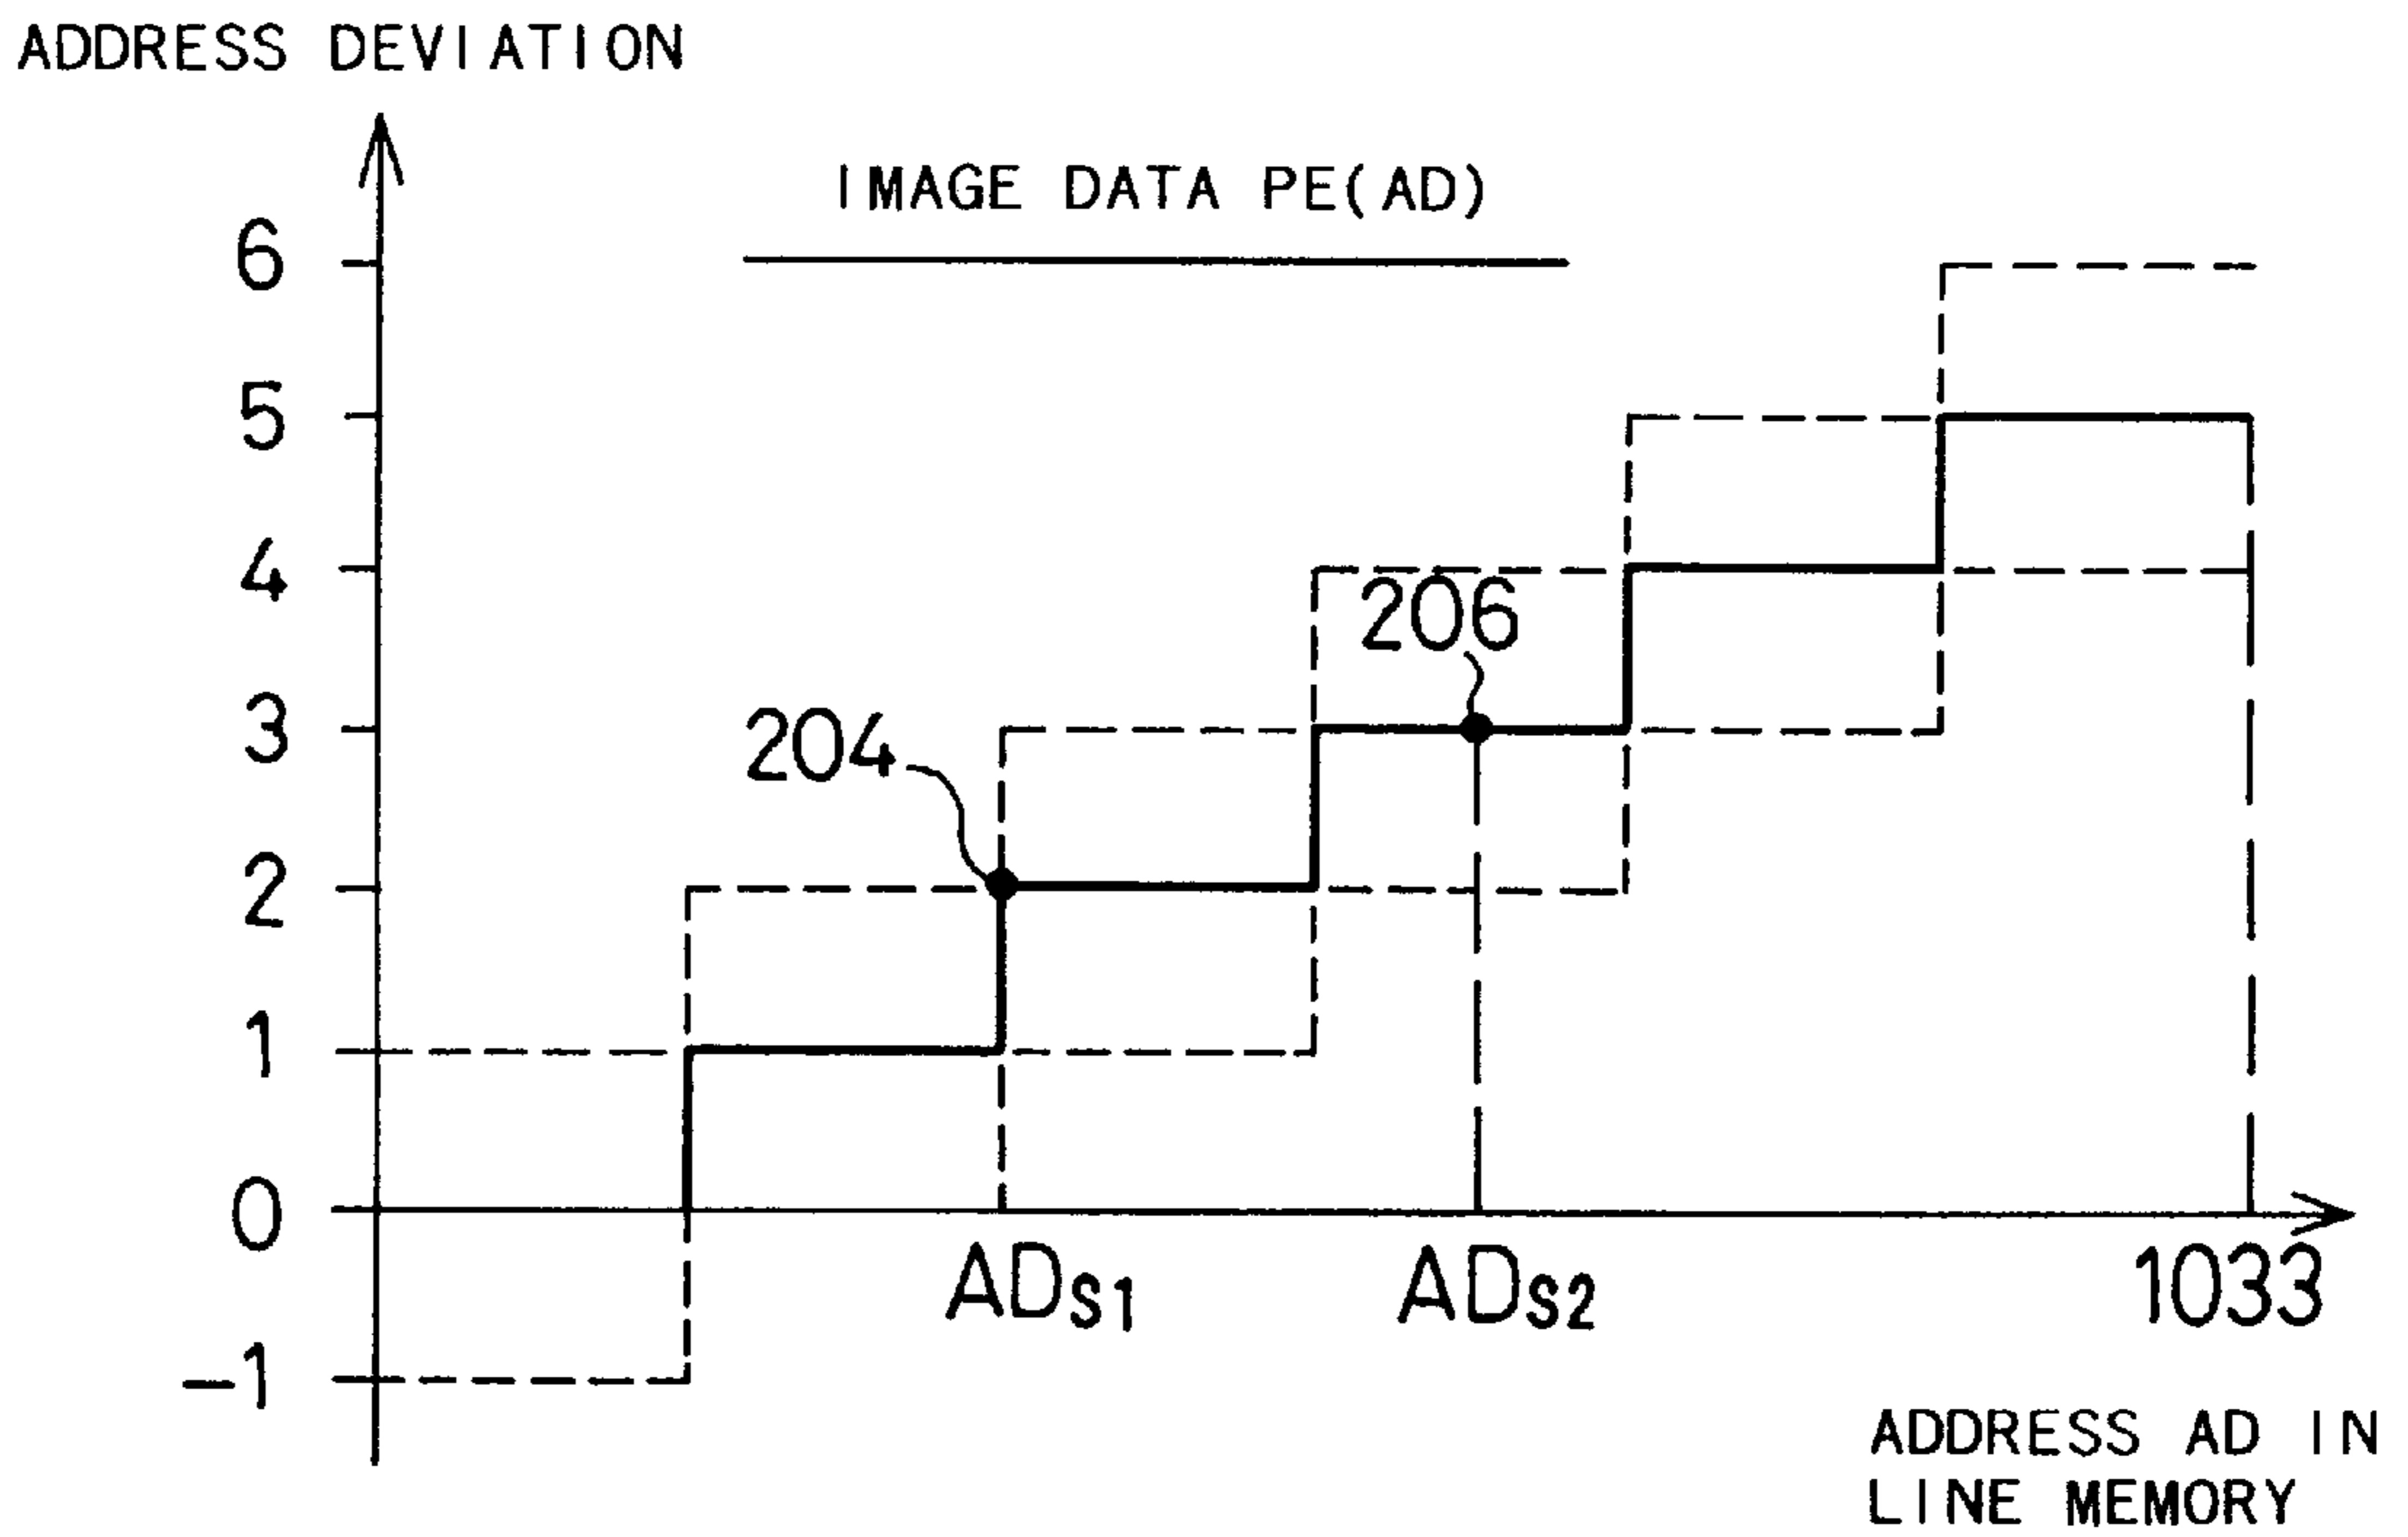 ADDRESS DEVIATION
IMAGE DATA PE(AD)
6
5
4
206
3
204
2
1
0
ADS1 ADS2 1033
-1
ADDRESS AD IN
LINE MEMORY